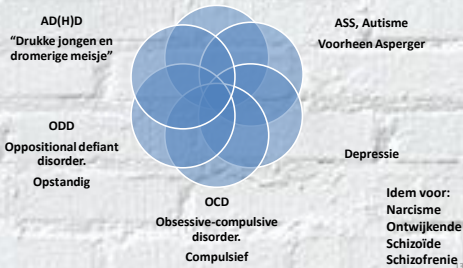 AD(H)D
“Drukke jongen en
dromerige meisje”
ASS, Autisme
Voorheen Asperger
ODD
Oppositional defiant
disorder.
Opstandig
Depressie
OCD
Obsessive-compulsive
disorder.
Compulsief
Idem voor:
Narcisme
Ontwijkende
Schizoïde
Schizofrenie